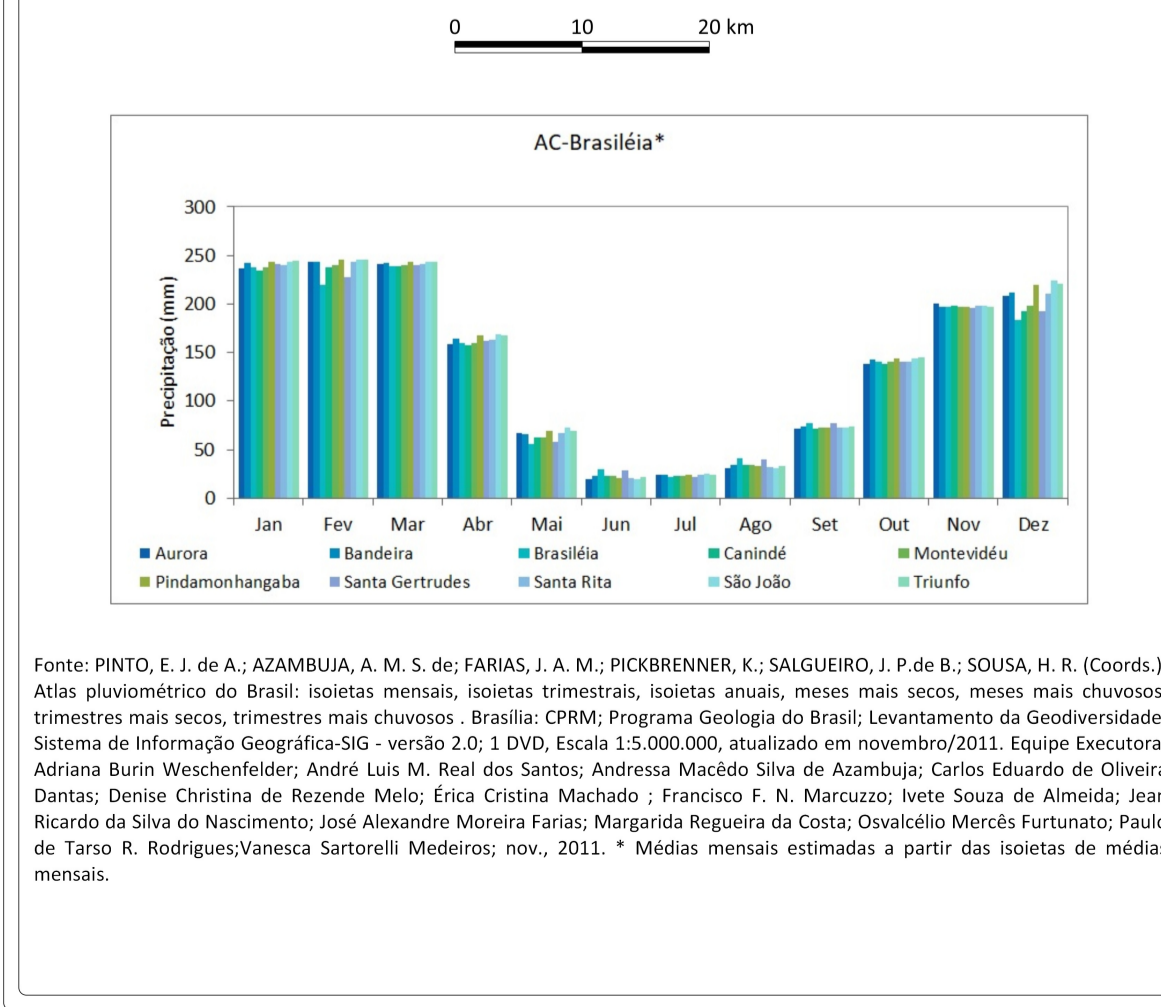 0 10 20 km
AC-Brasiléia*
300
250
200
150
100
50
0
Precipitação (mm)
Jan Fev Mar Abr Mai Jun Jul Ago Set Out Nov Dez
Aurora Bandeira Brasiléia Canindé Montevidéu
Pindamonhangaba Santa Gertrudes Santa Rita São João Triunfo
Fonte: PINTO, E. J. de A.; AZAMBUJA, A. M. S. de; FARIAS, J. A. M.; PICKBRENNER, K.; SALGUEIRO, J. P.de B.; SOUSA, H. R. (Coords.)
Atlas pluviométrico do Brasil: isoietas mensais, isoietas trimestrais, isoietas anuais, meses mais secos, meses mais chuvosos
trimestres mais secos, trimestres mais chuvosos . Brasília: CPRM; Programa Geologia do Brasil; Levantamento da Geodiversidade
Sistema de Informação Geográfica-SIG - versão 2.0; 1 DVD, Escala 1:5.000.000, atualizado em novembro/2011. Equipe Executora
Adriana Burin Weschenfelder; André Luis M. Real dos Santos; Andressa Macêdo Silva de Azambuja; Carlos Eduardo de Oliveira
Dantas; Denise Christina de Rezende Melo; Érica Cristina Machado ; Francisco F. N. Marcuzzo; Ivete Souza de Almeida; Jean
Ricardo da Silva do Nascimento; José Alexandre Moreira Farias; Margarida Regueira da Costa; Osvalcélio Mercês Furtunato; Paulo
de Tarso R. Rodrigues;Vanesca Sartorelli Medeiros; nov., 2011. * Médias mensais estimadas a partir das isoietas de médias
mensais.